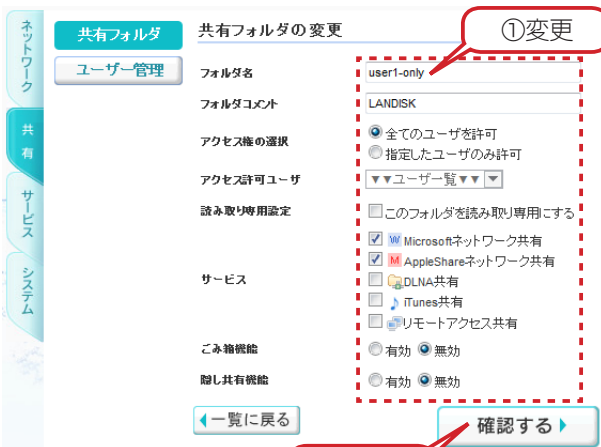 ネットワーク
共有
サービス
システム
共有フォルダ
ユーザー管理
共有フォルダの変更
①変更
フォルダ名
user1-only
フォルダコメント
LANDISK
アクセス権の選択
全てのユーザを許可
指定したユーザのみ許可
アクセス許可ユーザ
▼▼ユーザ一覧▼▼
読み取り専用設定
このフォルダを読み取り専用にする
サービス
Microsoftネットワーク共有
AppleShareネットワーク共有
DLNA共有
iTunes共有
リモートアクセス共有
ごみ箱機能
有効 無効
隠し共有機能
有効 無効
一覧に戻る
確認する